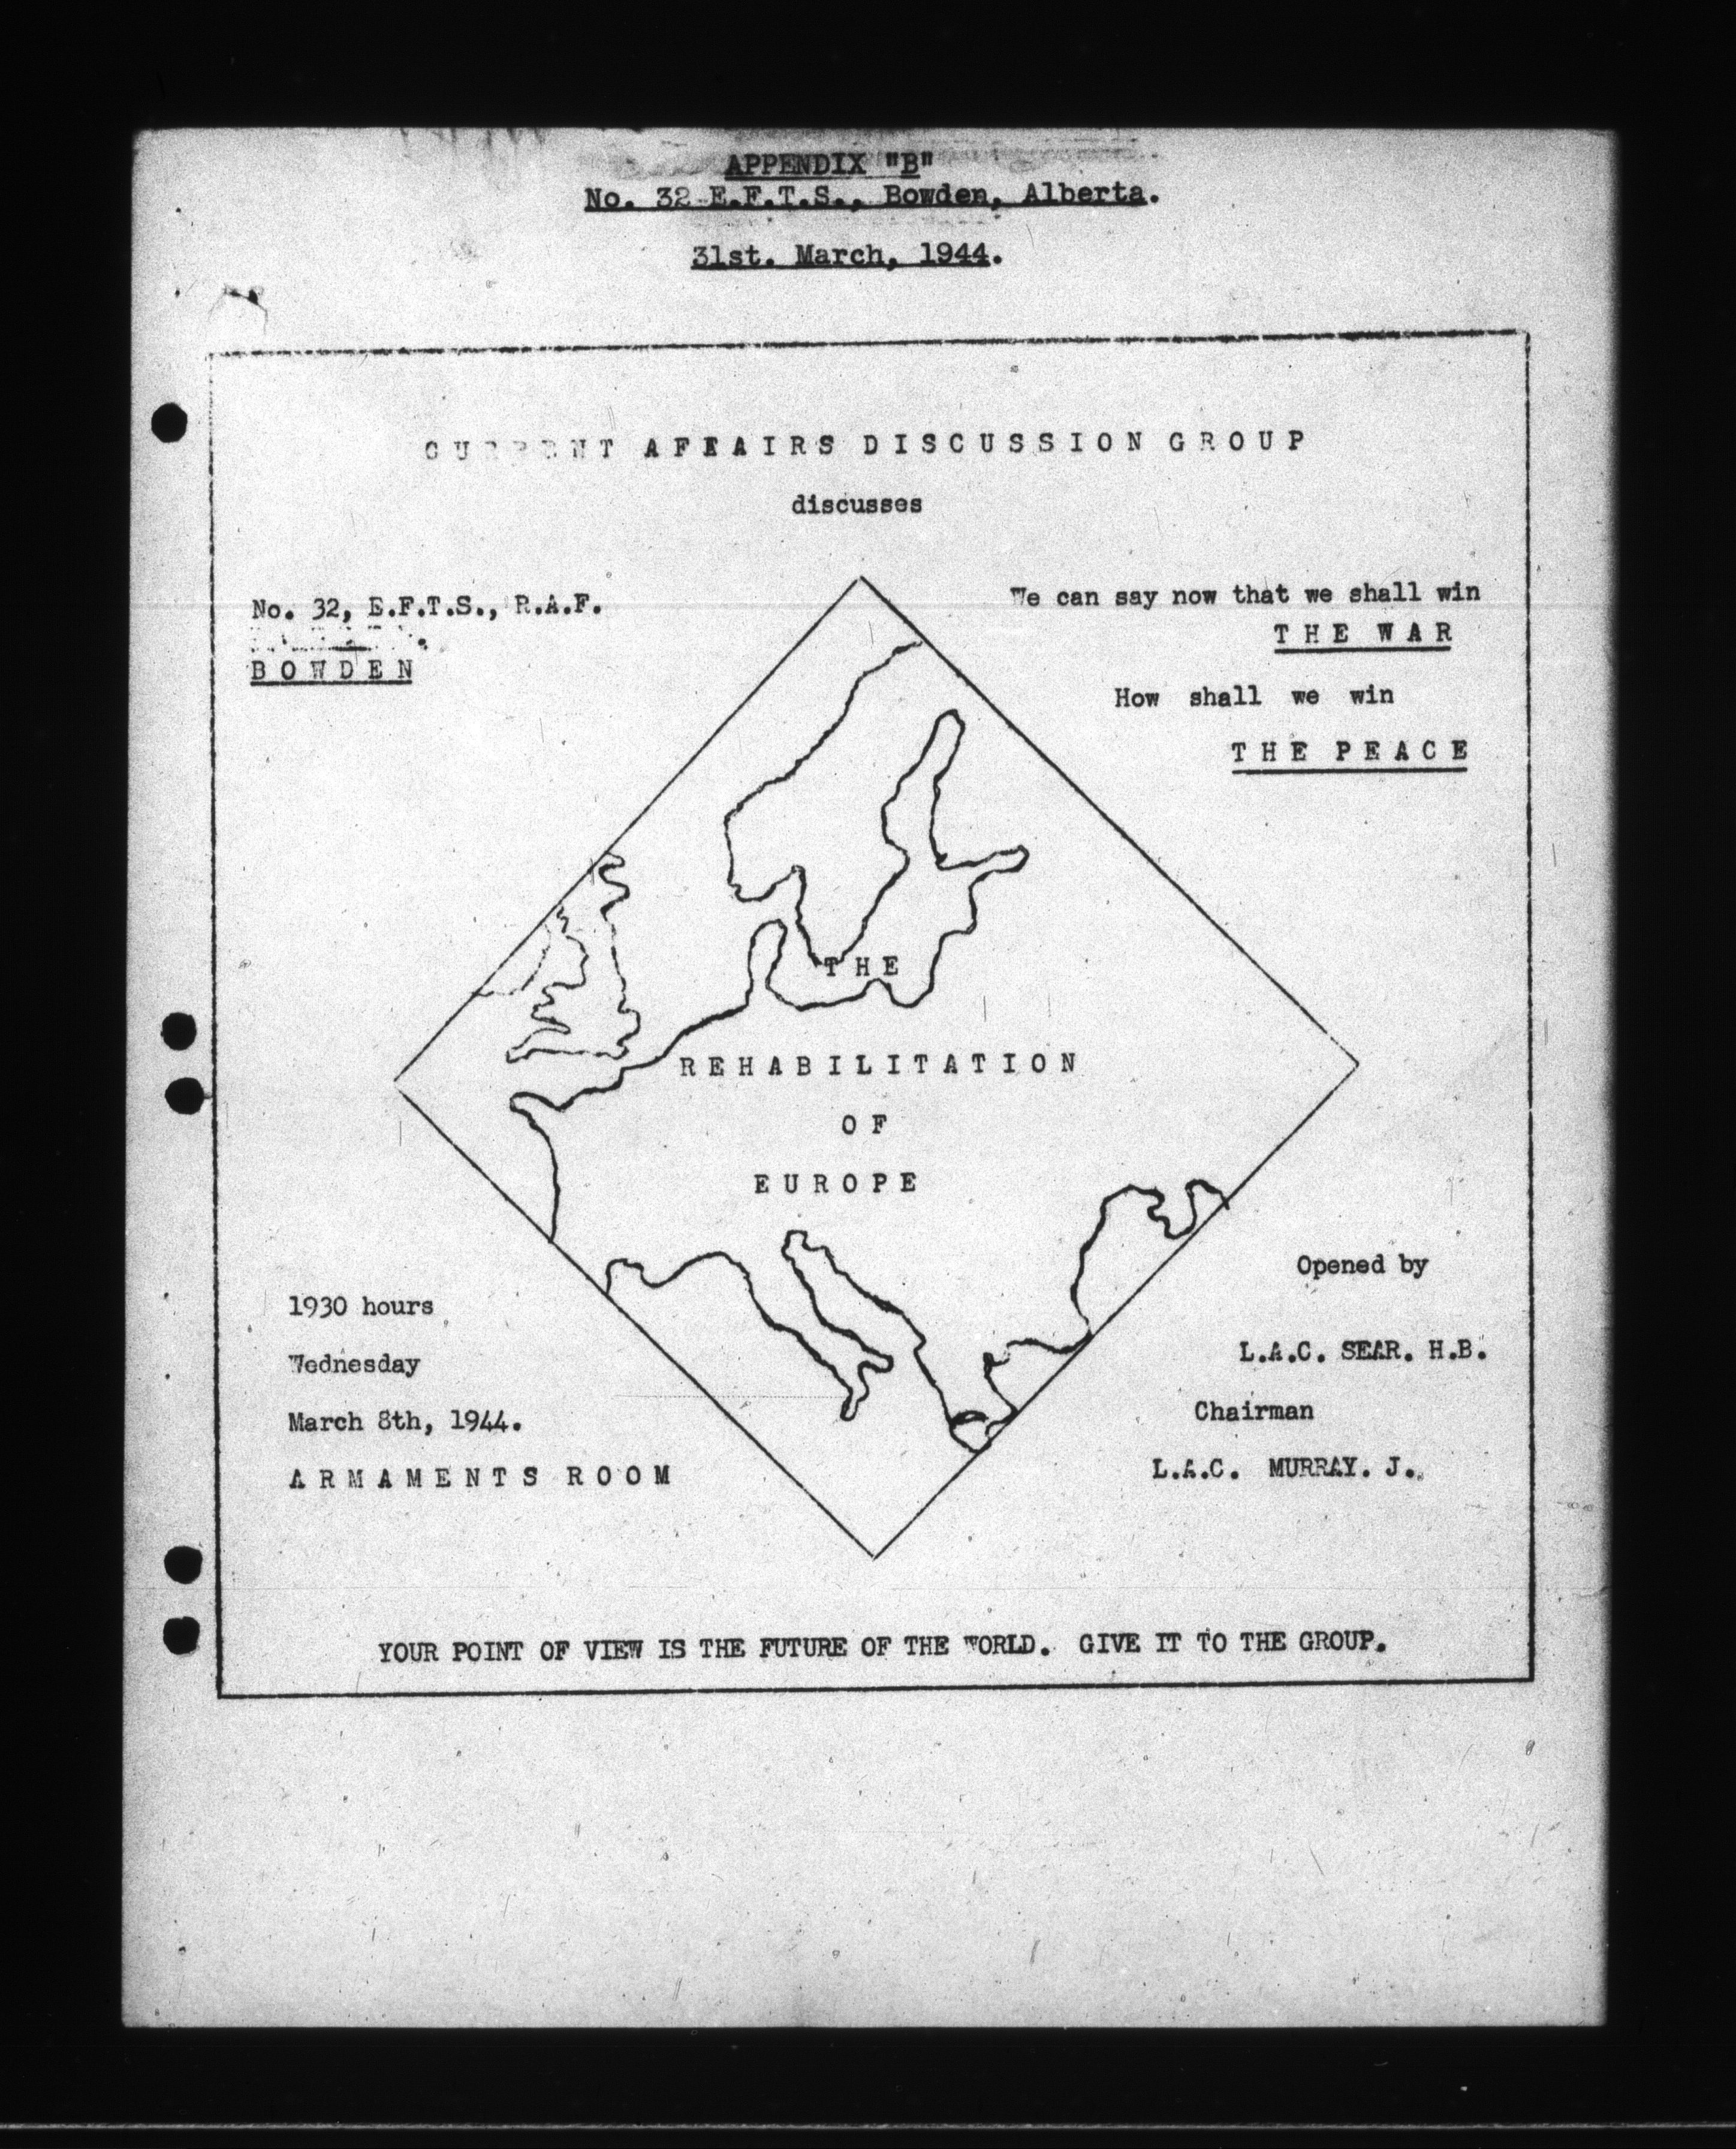 APPENDIX "B"
No. 32 E.F.T.S., Bowden, Alberta.
31st. March, 1944.
CURRENT AFFAIRS DISCUSSION GROUP
discusses
No. 32, E.F.T.S., R.A.F.
BOWDEN
We can say now that we shall win
THE WAR
How shall we win
THE PEACE
THE
REHABILITATION
OF
EUROPE
1930 hours
Wednesday
March 8th, 1944.
ARMAMENTS ROOM
Opened by
L.A.C. SEAR. H.B.
Chairman
L.A.C. MURRAY. J.
YOUR POINT OF VIEW IS THE FUTURE OF THE WORLD. GIVE IT TO THE GROUP.